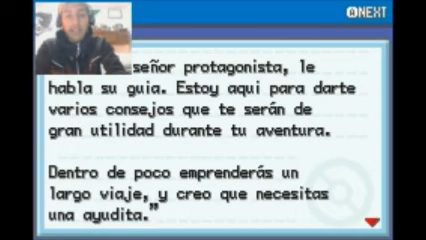 NEXT
señor protagonista, le
habla su guia. Estoy aqui para darte
varios consejos que te serán de
gran utilidad durante tu aventura.
Dentro de poco emprenderás un
largo viaje, y creo que necesitas
una ayudita.”